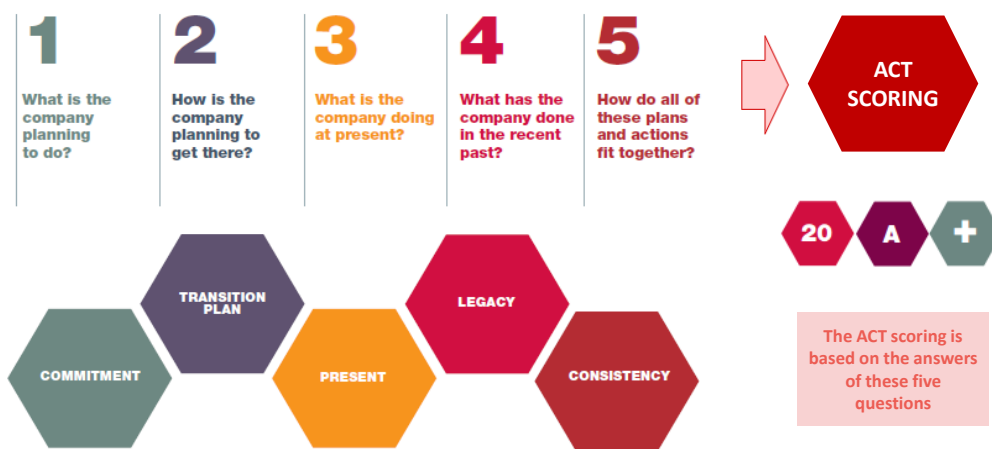 1
What is the
company
planning
to do?
2
How is the
company
planning to
get there?
3
What is the
company doing
at present?
4
What has the
company done
in the recent
past?
5
How do all of
these plans
and actions
fit together?
ACT
SCORING
20
A
+
COMMITMENT
TRANSITION
PLAN
PRESENT
LEGACY
CONSISTENCY
The ACT scoring is
based on the answers
of these five
questions